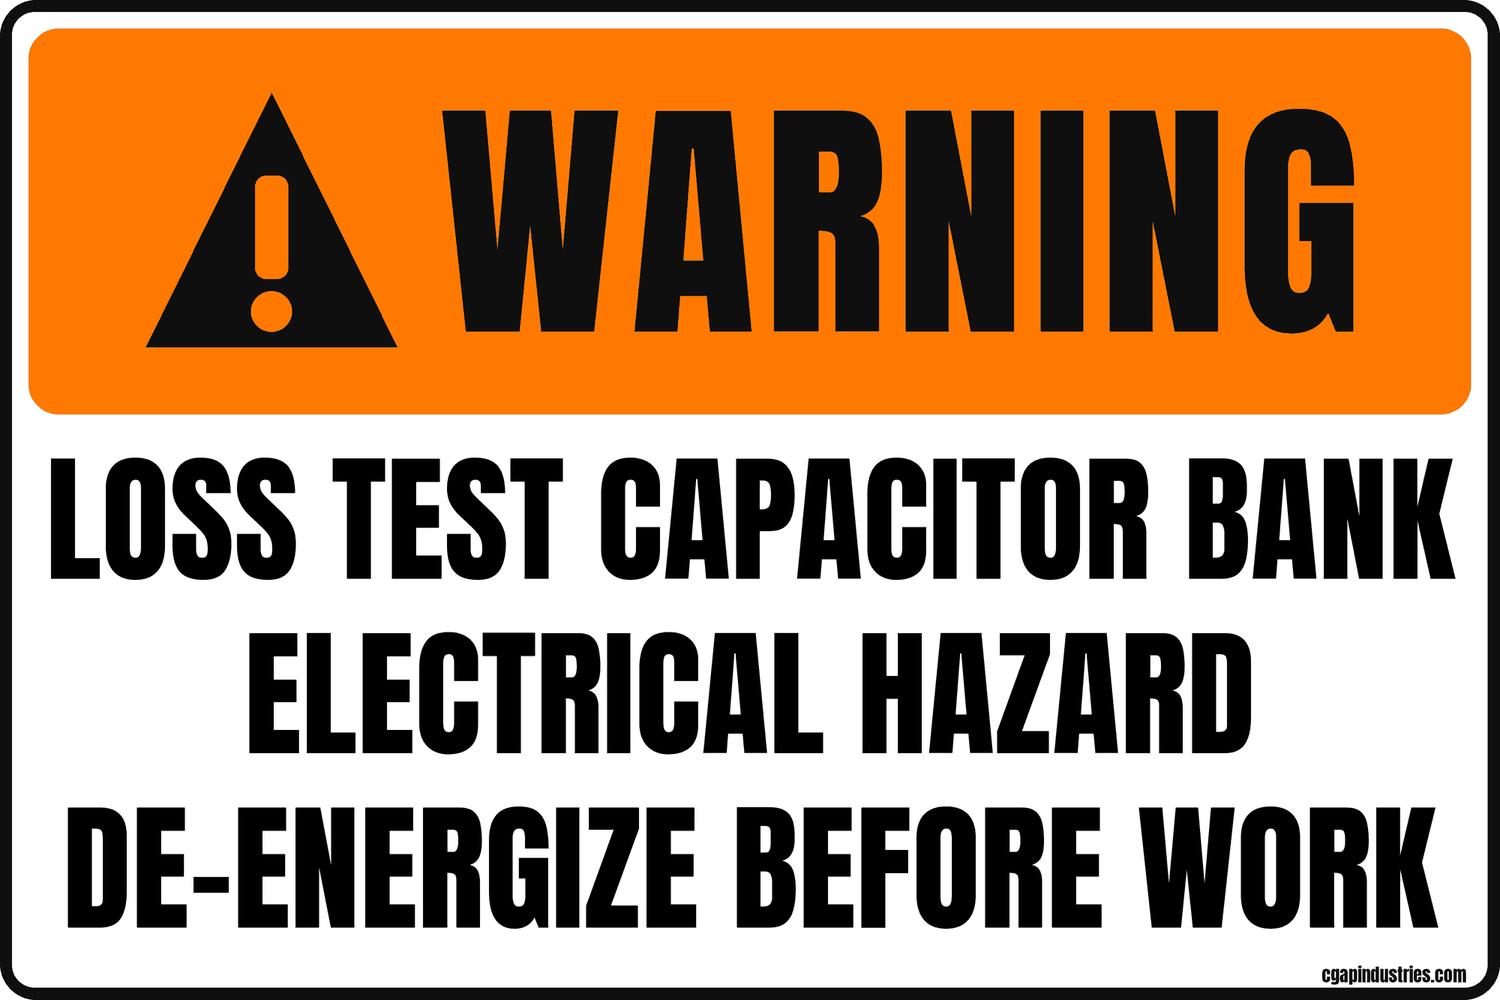 WARNING
LOSS TEST CAPACITOR BANK
ELECTRICAL HAZARD
DE-ENERGIZE BEFORE WORK
cgapindustries.com